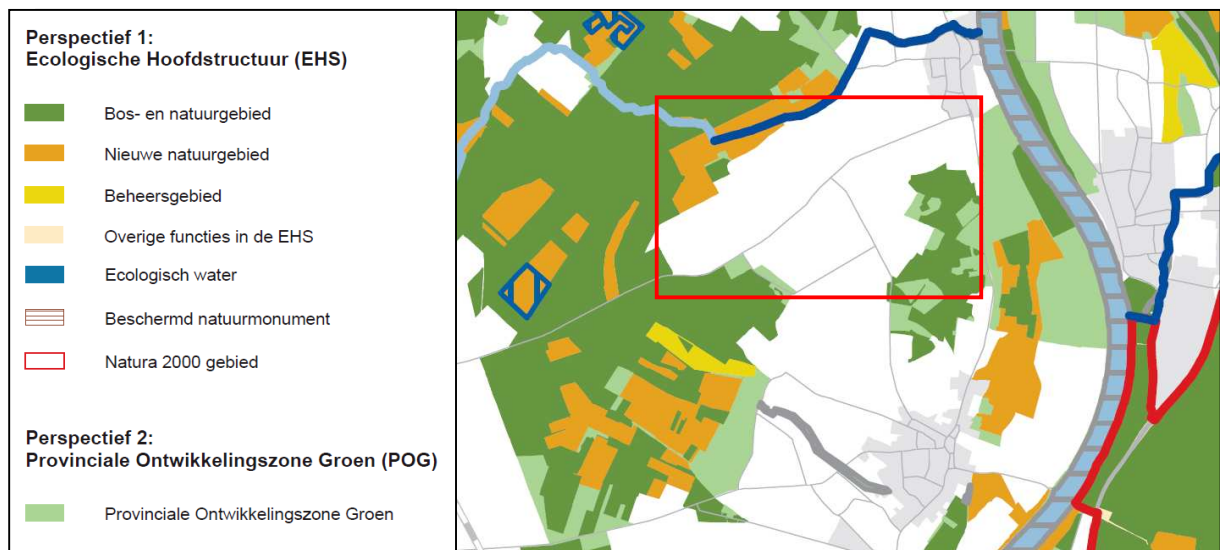 Perspectief 1:
Ecologische Hoofdstructuur (EHS)
Bos- en natuurgebied
Nieuwe natuurgebied
Beheersgebied
Overige functies in de EHS
Ecologisch water
Beschermd natuurmonument
Natura 2000 gebied
Perspectief 2:
Provinciale Ontwikkelingszone Groen (POG)
Provinciale Ontwikkelingszone Groen